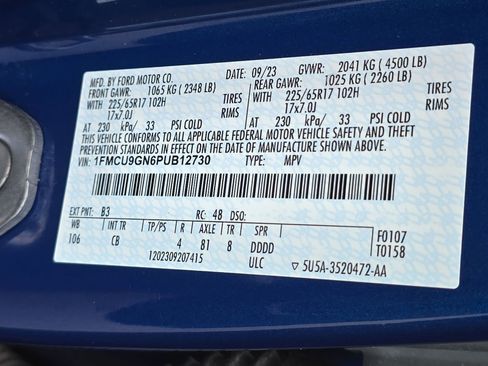 MFD. BY FORD MOTOR CO.
DATE: 09/23 GVWR: 2041 KG (4500 LB)
FRONT GAWR: 1065 KG (2348 LB) REAR GAWR: 1025 KG (2260 LB)
WITH 225/65R17 102H TIRES WITH 225/65R17 102H TIRES
17x7.0J 17x7.0J
AT 230 kPa/ 33 PSI COLD AT 230 kPa/ 33 PSI COLD
THIS VEHICLE CONFORMS TO ALL APPLICABLE FEDERAL MOTOR VEHICLE SAFETY, BUMPER, AND THEFT
PREVENTION STANDARDS IN EFFECT ON THE DATE OF MANUFACTURE SHOWN ABOVE.
1FMCU9GN6PUB12730 TYPE: MPV
EXT PNT: B3 RC: 48 DSO:
WB INT TR TP/PS R AXLE TR SPR F0107
106 CB 4 81 8 DDDD T0158
1202309207415 ULC ▽ 5U5A-3520472-AA